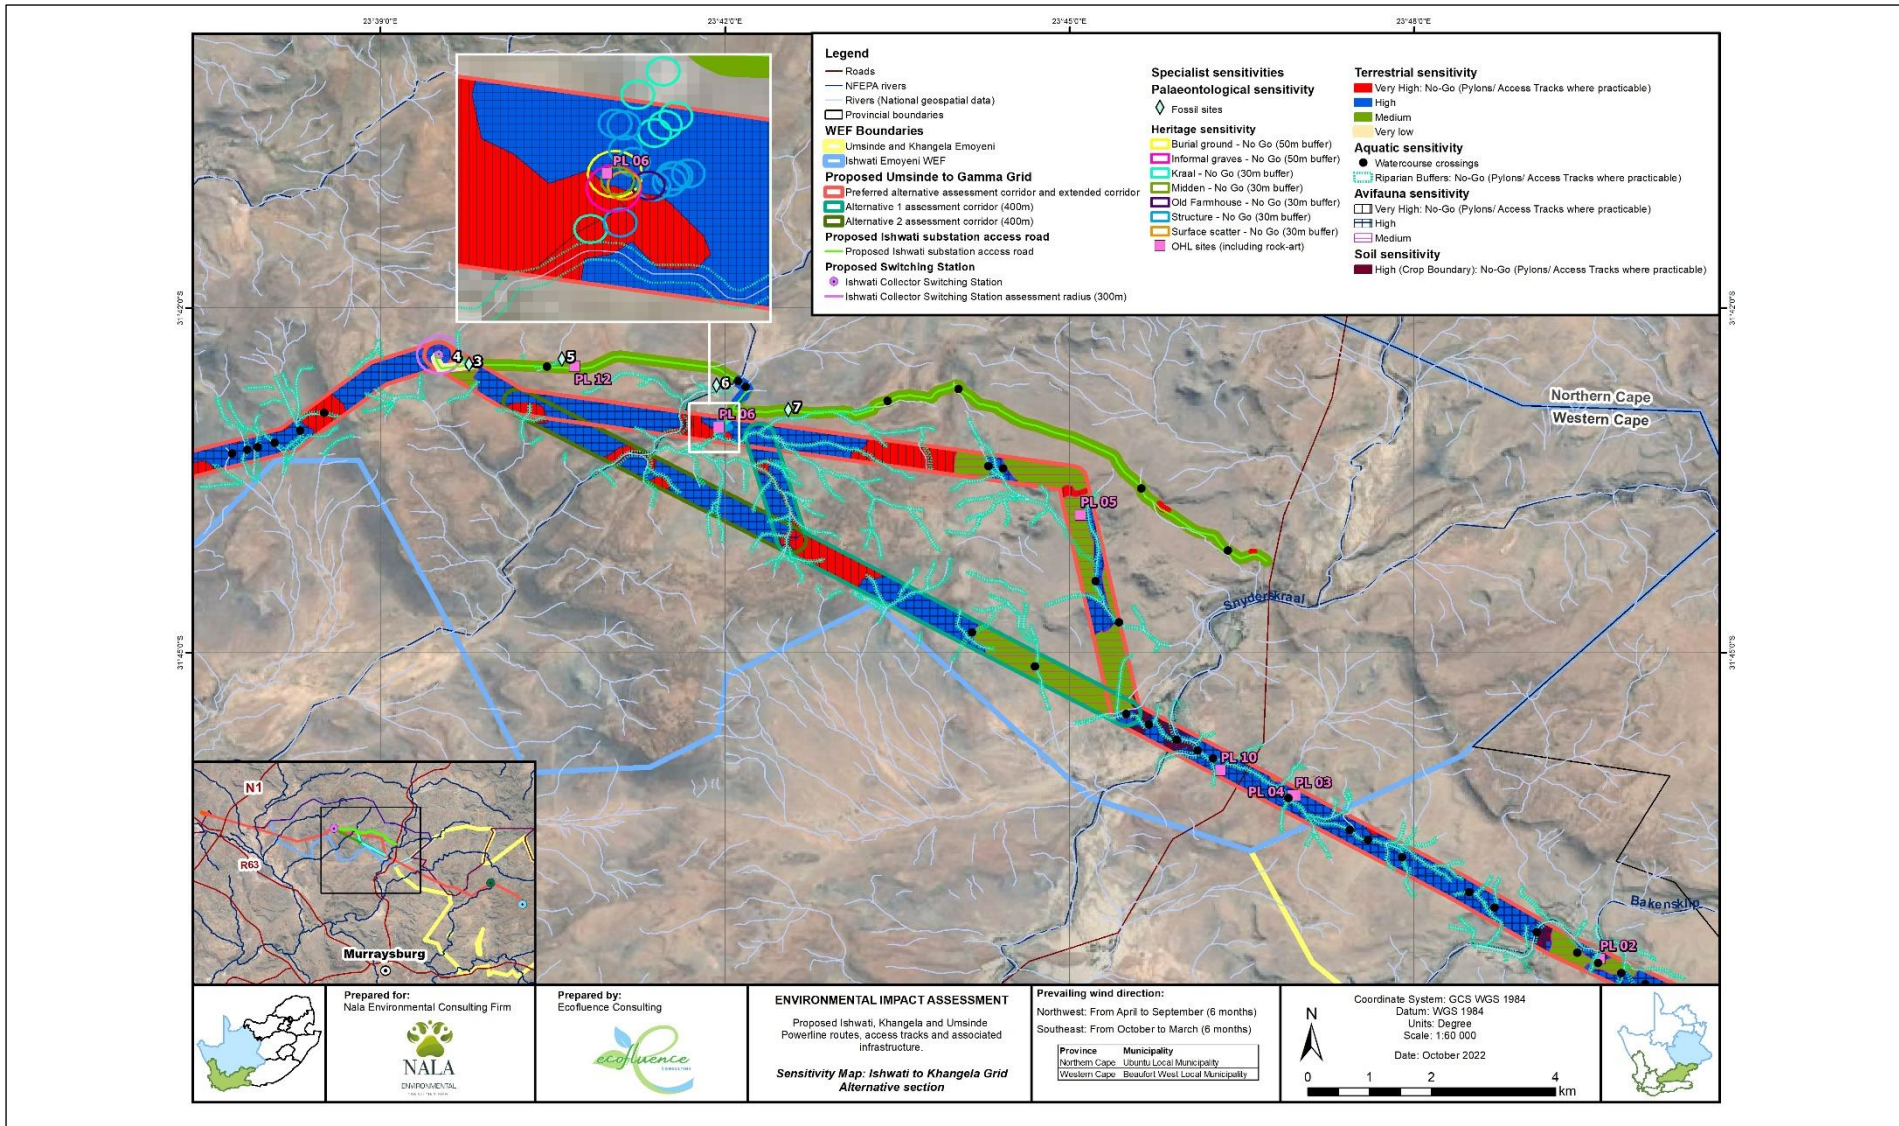 23°39'0"E
23°42'0"E
23°45'0"E
23°48'0"E
31°42'0"S
31°45'0"S
31°42'0"S
31°45'0"S
Legend
Roads
NFEPA rivers
Rivers (National geospatial data)
Provincial boundaries
WEF Boundaries
Umsinde and Khangela Emoyeni
Ishwati Emoyeni WEF
Proposed Umsinde to Gamma Grid
Preferred alternative assessment corridor and extended corridor
Alternative 1 assessment corridor (400m)
Alternative 2 assessment corridor (400m)
Proposed Ishwati substation access road
Proposed Ishwati substation access road
Proposed Switching Station
Ishwati Collector Switching Station
Ishwati Collector Switching Station assessment radius (300m)
Specialist sensitivities
Palaeontological sensitivity
Fossil sites
Heritage sensitivity
Burial ground - No Go (50m buffer)
Informal graves - No Go (50m buffer)
Kraal - No Go (30m buffer)
Midden - No Go (30m buffer)
Old Farmhouse - No Go (30m buffer)
Structure - No Go (30m buffer)
Surface scatter - No Go (30m buffer)
OHL sites (including rock-art)
Terrestrial sensitivity
Very High: No-Go (Pylons/ Access Tracks where practicable)
High
Medium
Very low
Aquatic sensitivity
Watercourse crossings
Riparian Buffers: No-Go (Pylons/ Access Tracks where practicable)
Avifauna sensitivity
Very High: No-Go (Pylons/ Access Tracks where practicable)
High
Medium
Soil sensitivity
High (Crop Boundary): No-Go (Pylons/ Access Tracks where practicable)
PL 06
4
3
5
PL 12
6
PL 06
7
Northern Cape
Western Cape
PL 05
Snyderskraal
PL 10
PL 04
PL 03
Bakensklip
PL 02
N1
R63
Murraysburg
Prepared for:
Nala Environmental Consulting Firm
NALA
ENVIRONMENTAL
Prepared by:
Ecofluence Consulting
ecofluence
CONSULTING
ENVIRONMENTAL IMPACT ASSESSMENT
Proposed Ishwati, Khangela and Umsinde
Powerline routes, access tracks and associated
infrastructure.
Sensitivity Map: Ishwati to Khangela Grid
Alternative section
Prevailing wind direction:
Northwest: From April to September (6 months)
Southeast: From October to March (6 months)
Province Municipality
Northern Cape Ubuntu Local Municipality
Western Cape Beaufort West Local Municipality
N
Coordinate System: GCS WGS 1984
Datum: WGS 1984
Units: Degree
Scale: 1:60 000
Date: October 2022
0 1 2 4
km